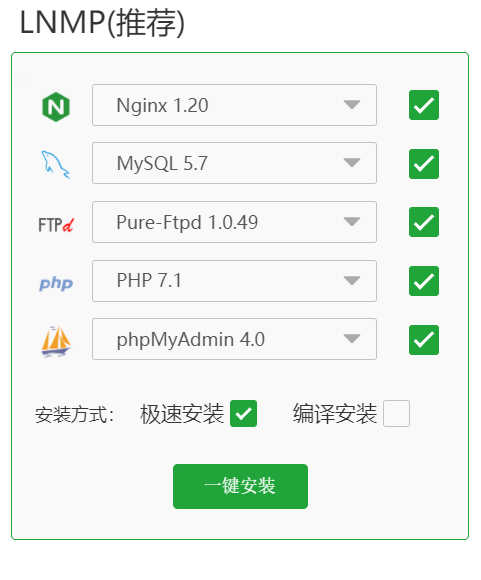 LNMP(推荐)
N Nginx 1.20
MySQL 5.7
FTPd Pure-Ftpd 1.0.49
php PHP 7.1
phpMyAdmin 4.0
安装方式： 极速安装 编译安装
一键安装